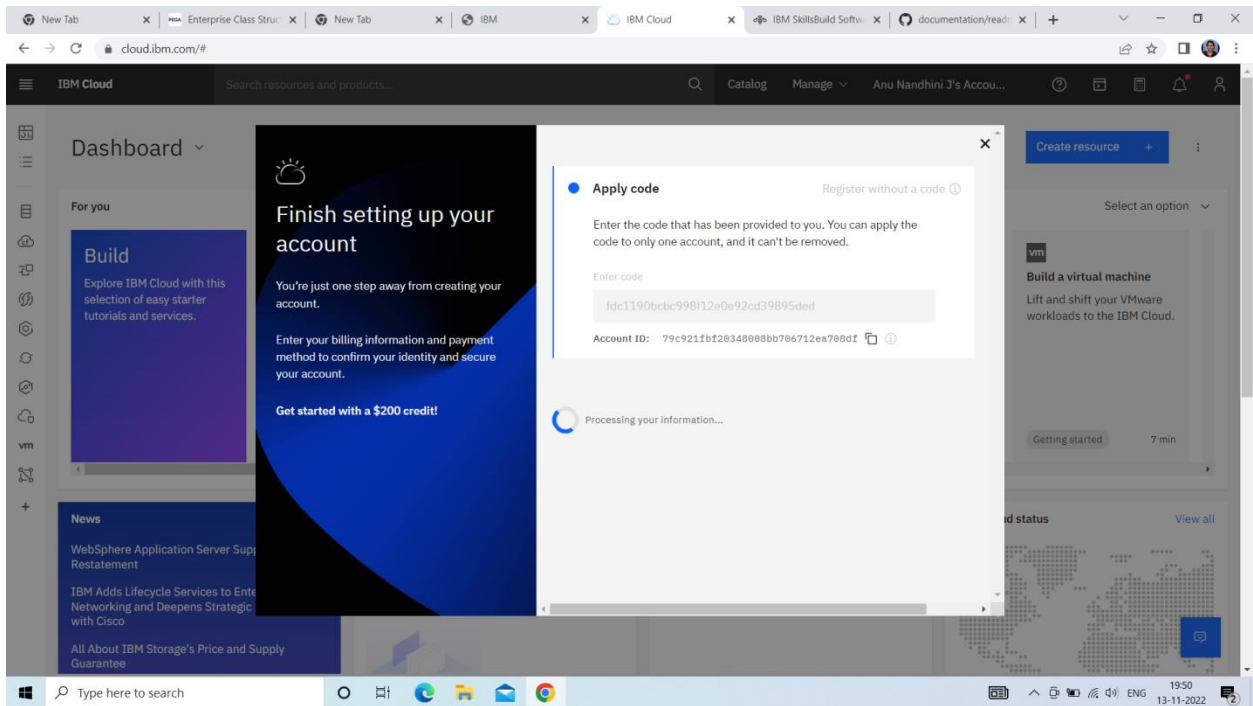 New Tab
PEGA Enterprise Class Struct
New Tab
IBM
IBM Cloud
IBM SkillsBuild Softw
documentation/readm
cloud.ibm.com/#
IBM Cloud
Search resources and products...
Catalog
Manage
Anu Nandhini J's Accou...
Dashboard
Create resource +
For you
Select an option
Build
Explore IBM Cloud with this
selection of easy starter
tutorials and services.
Finish setting up your
account
You're just one step away from creating your
account.
Enter your billing information and payment
method to confirm your identity and secure
your account.
Get started with a $200 credit!
Apply code
Register without a code
Enter the code that has been provided to you. You can apply the
code to only one account, and it can't be removed.
Enter code
fdc1190bcbc998f12e0e92cd39895ded
Account ID: 79c921fbf20348008bb706712ea708df
Processing your information...
vm
Build a virtual machine
Lift and shift your VMware
workloads to the IBM Cloud.
Getting started
7 min
vm
News
WebSphere Application Server Supp
Restatement
IBM Adds Lifecycle Services to Ente
Networking and Deepens Strategic
with Cisco
All About IBM Storage's Price and Supply
Guarantee
d status
View all
Type here to search
ENG
19:50
13-11-2022
2